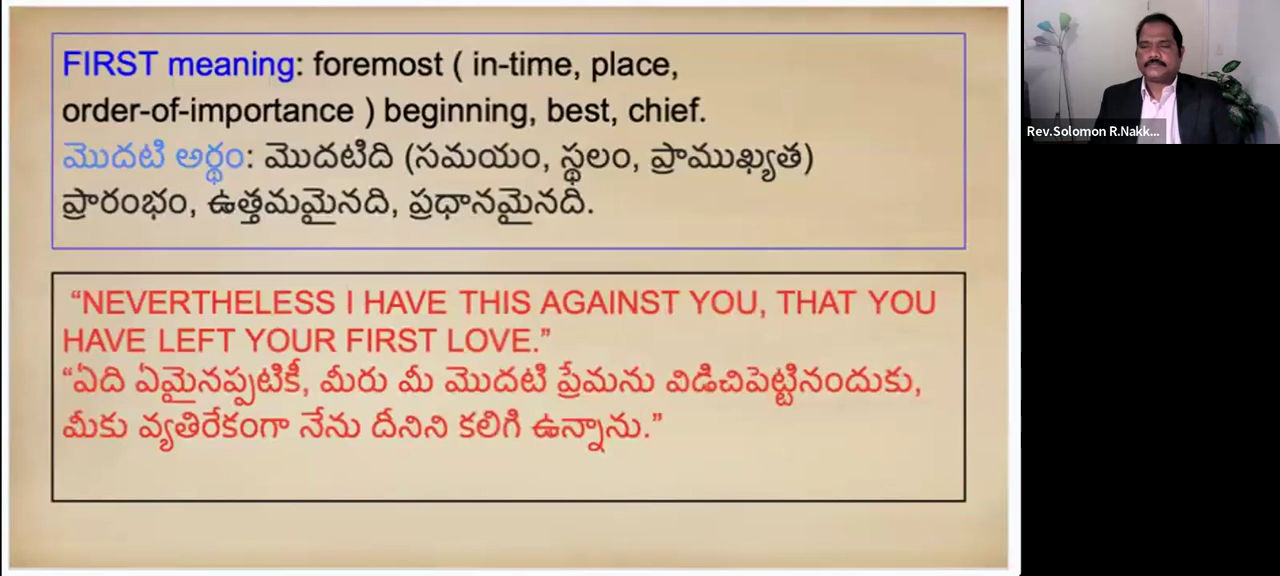 FIRST meaning: foremost ( in-time, place,
order-of-importance ) beginning, best, chief.
మొదటి అర్థం: మొదటిది (సమయం, స్థలం, ప్రాముఖ్యత)
ప్రారంభం, ఉత్తమమైనది, ప్రధానమైనది.
“NEVERTHELESS I HAVE THIS AGAINST YOU, THAT YOU
HAVE LEFT YOUR FIRST LOVE.”
“ఏది ఏమైనప్పటికీ, మీరు మీ మొదటి ప్రేమను విడిచిపెట్టినందుకు,
మీకు వ్యతిరేకంగా నేను దీనిని కలిగి ఉన్నాను.”
Rev.Solomon R.Nakk...